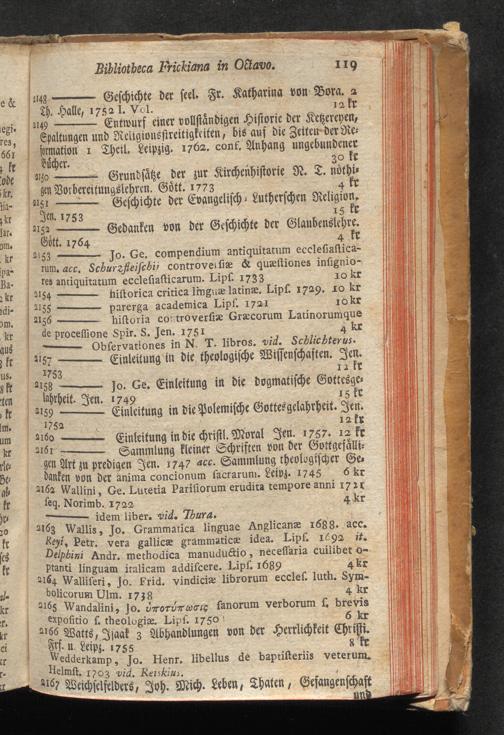 Bibliotheca Frickiana in Octavo. 119
2148 ——— Geschichte der seel. Fr. Katharina von Bora. 2
Th. Halle, 1752 I. Vol. 12 kr
2149 ——— Entwurf einer vollständigen Historie der Ketzereyen,
Spaltungen und Religionsstreitigkeiten, bis auf die Zeiten der Re-
formation 1 Theil. Leipzig. 1762. conf. Anhang ungebundener
Bücher. 30 kr
2150 ——— Grundsätze der zur Kirchenhistorie N. T. nöthi-
gen Vorbereitungslehren. Gött. 1773 4 kr
2151 ——— Geschichte der Evangelisch-Lutherschen Religion.
Jen. 1753 15 kr
2152 ——— Gedanken von der Geschichte der Glaubenslehre.
Gött. 1764 4 kr
2153 ——— Jo. Ge. compendium antiquitatum ecclesiastica-
rum. acc. Schurzfleischii controversiæ & quæstiones insignio-
res antiquitatum ecclesiasticarum. Lips. 1733 10 kr
2154 ——— historica critica linguæ latinæ. Lips. 1729. 10 kr
2155 ——— parerga academica Lips. 1721 10 kr
2156 ——— historia controversiæ Græcorum Latinorumque
de processione Spir. S. Jen. 1751 4 kr
——— Observationes in N. T. libros. vid. Schlichterus.
2157 ——— Einleitung in die theologische Wissenschaften. Jen.
1753 12 kr
2158 ——— Jo. Ge. Einleitung in die dogmatische Gottesge-
lahrheit. Jen. 1749 15 kr
2159 ——— Einleitung in die Polemische Gottesgelahrheit. Jen.
1752 12 kr
2160 ——— Einleitung in die christl. Moral Jen. 1757. 12 kr
2161 ——— Sammlung kleiner Schriften von der Gottgefälli-
gen Art zu predigen Jen. 1747 acc. Sammlung theologischer Ge-
danken von der anima concionum sacrarum. Leipz. 1745 6 kr
2162 Wallini, Ge. Lutetia Parisiorum erudita tempore anni 1721
seq. Norimb. 1722 4 kr
——— idem liber. vid. Thura.
2163 Wallis, Jo. Grammatica linguae Anglicanæ 1688. acc.
Reyi, Petr. vera gallicæ grammaticæ idea. Lips. 1692 it.
Delphini Andr. methodica manuductio, necessaria cuilibet o-
ptanti linguam italicam addiscere. Lips. 1689 4 kr
2164 Walliseri, Jo. Frid. vindiciæ librorum eccles. luth. Sym-
bolicorum Ulm. 1738 4 kr
2165 Wandalini, Jo. ὑποτύπωσις sanorum verborum s. brevis
expositio s. theologiæ. Lips. 1750 6 kr
2166 Watts, Isaak 3 Abhandlungen von der Herrlichkeit Christi.
Frf. u. Leipz. 1755 8 kr
Wedderkamp, Jo. Henr. libellus de baptisteriis veterum.
Helmst. 1703 vid. Reiskius.
2167 Weichselfelders, Joh. Mich. Leben, Thaten, Gefangenschaft
und